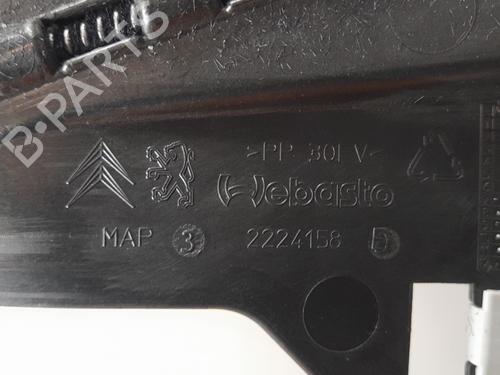 B-PARTS
>PP 30I V<
Webasto
MAP 3 2224158 D